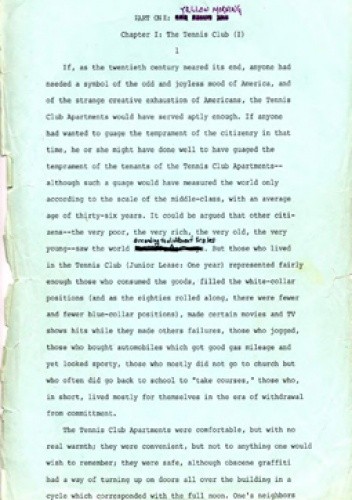 YELLOW MORNING
PART ONE:
Chapter I: The Tennis Club (I)
1
If, as the twentieth century neared its end, anyone had
needed a symbol of the odd and joyless mood of America, and
of the strange creative exhaustion of Americans, the Tennis
Club Apartments would have served aptly enough. If anyone
had wanted to guage the temprament of the citizenry in that
time, he or she might have done well to have guaged the
temprament of the tenants of the Tennis Club Apartments--
although such a guage would have measured the world only
according to the scale of the middle-class, with an average
age of thirty-six years. It could be argued that other citi-
zens--the very poor, the very rich, the very old, the very
according to different scales
young--saw the world . But those who lived
in the Tennis Club (Junior Lease: One year) represented fairly
enough those who consumed the goods, filled the white-collar
positions (and as the eighties rolled along, there were fewer
and fewer blue-collar positions), made certain movies and TV
shows hits while they made others failures, those who jogged,
those who bought automobiles which got good gas mileage and
yet looked sporty, those who mostly did not go to church but
who often did go back to school to "take courses," those who,
in short, lived mostly for themselves in the era of withdrawal
from committment.
The Tennis Club Apartments were comfortable, but with no
real warmth; they were convenient, but not to anything one would
wish to remember; they were safe, although obscene graffiti
had a way of turning up on doors all over the building in a
cycle which corresponded with the full moon. One's neighbors